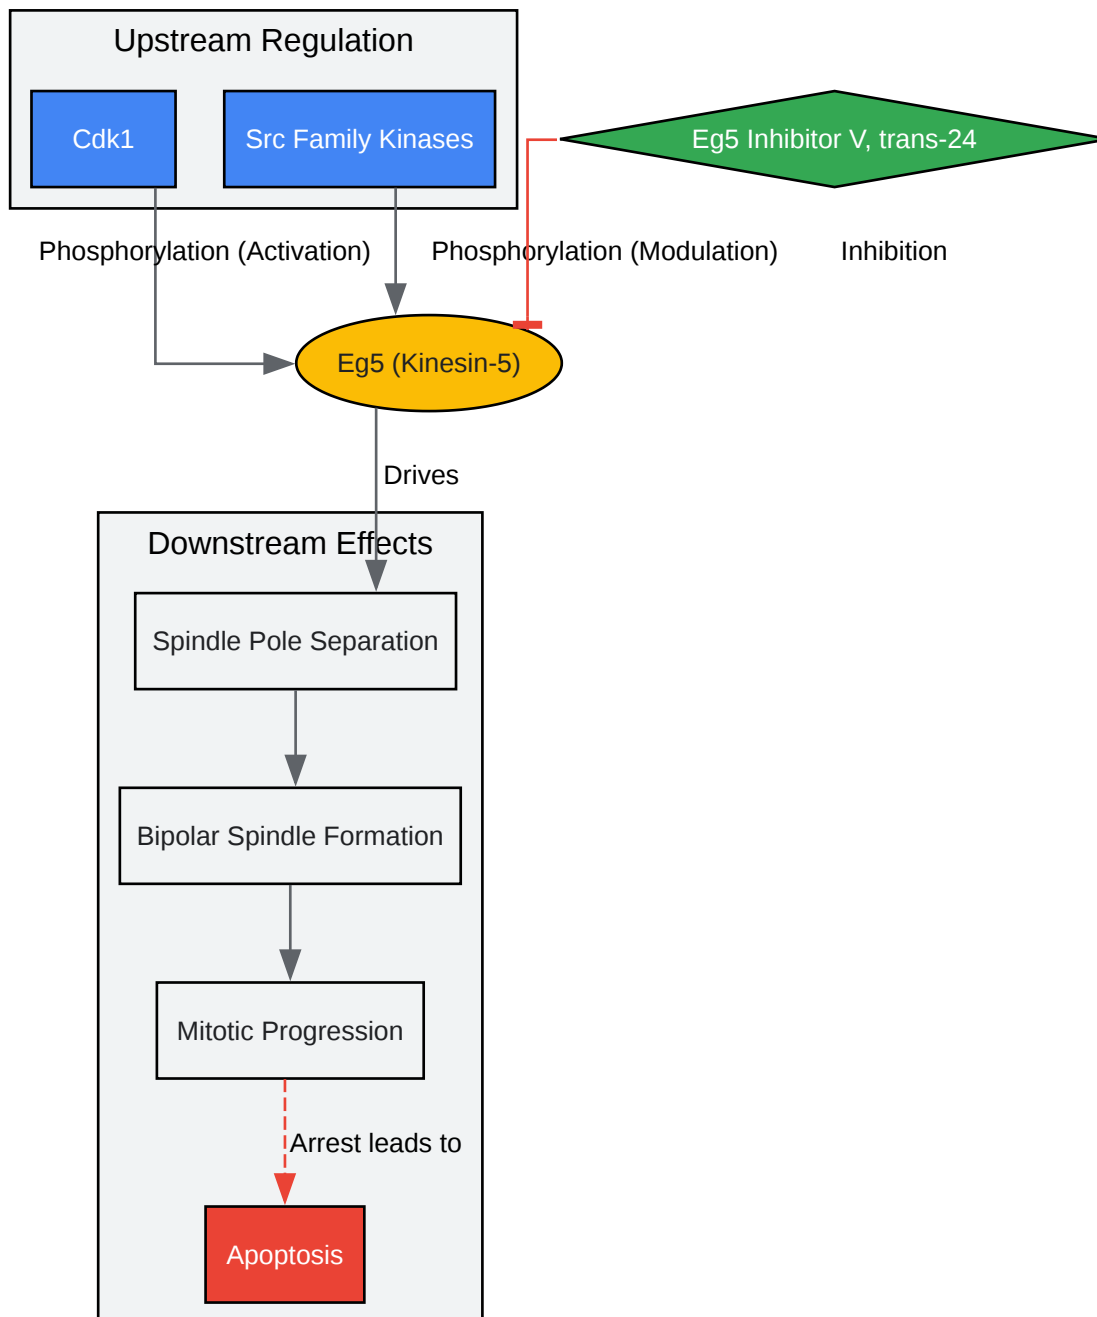 Upstream Regulation
Cdk1
Src Family Kinases
Eg5 Inhibitor V, trans-24
Phosphorylation (Activation)
Phosphorylation (Modulation)
Inhibition
Eg5 (Kinesin-5)
Drives
Downstream Effects
Spindle Pole Separation
Bipolar Spindle Formation
Mitotic Progression
Arrest leads to
Apoptosis